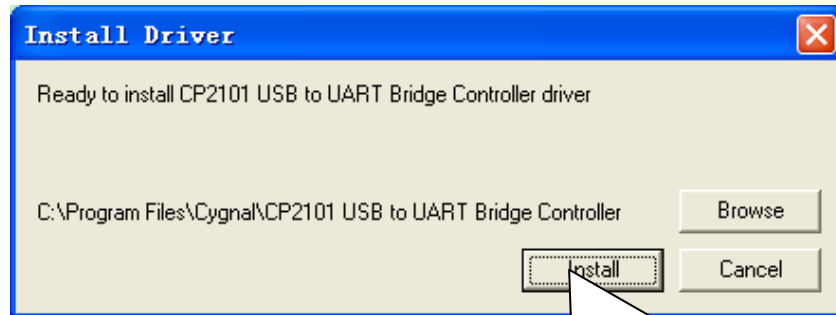 Install Driver
Ready to install CP2101 USB to UART Bridge Controller driver
C:\Program Files\Cygnal\CP2101 USB to UART Bridge Controller
Browse
Install
Cancel